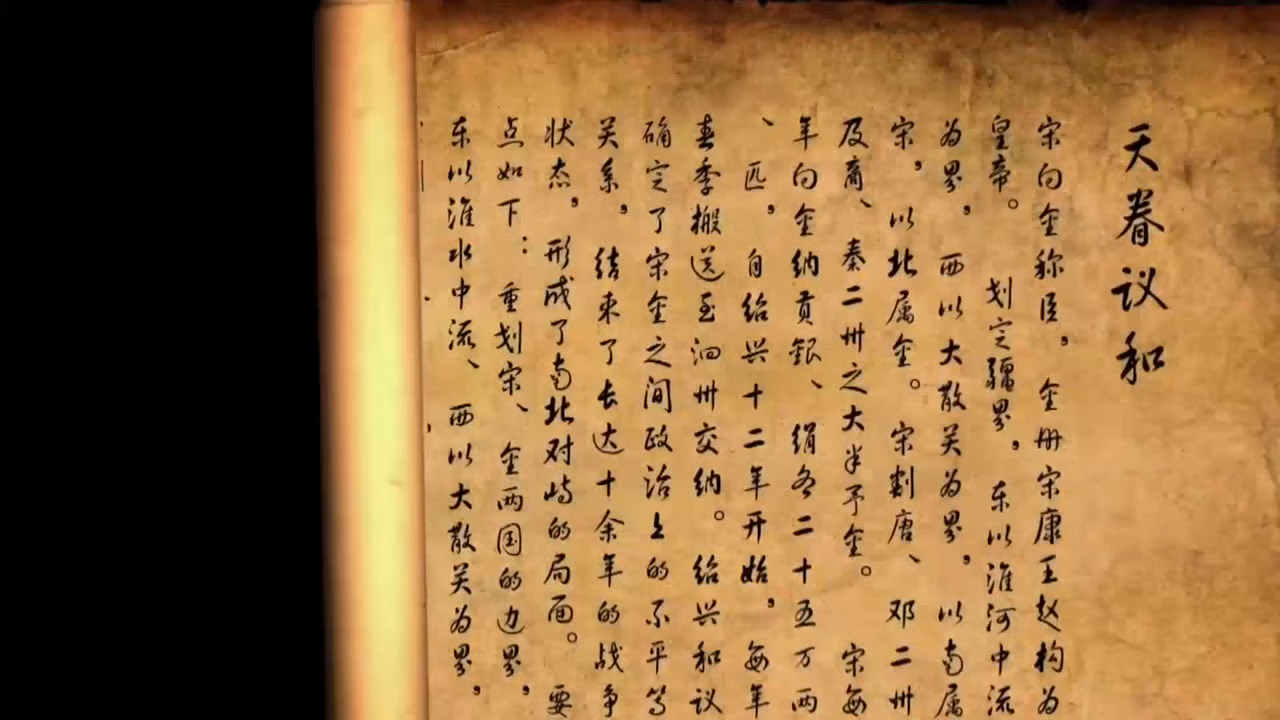 天眷议和
宋向金称臣，金册宋康王赵构为
皇帝。划定疆界，东以淮河中流
为界，西以大散关为界，以南属
宋，以北属金。宋割唐、邓二州
及商、秦二州之大半予金。宋每
年向金纳贡银、绢各二十五万两
、匹，自绍兴十二年开始，每年
春季搬送至泗州交纳。绍兴和议
确定了宋金之间政治上的不平等
关系，结束了长达十余年的战争
状态，形成了南北对峙的局面。要
点如下：重划宋、金两国的边界，
东以淮水中流、西以大散关为界，